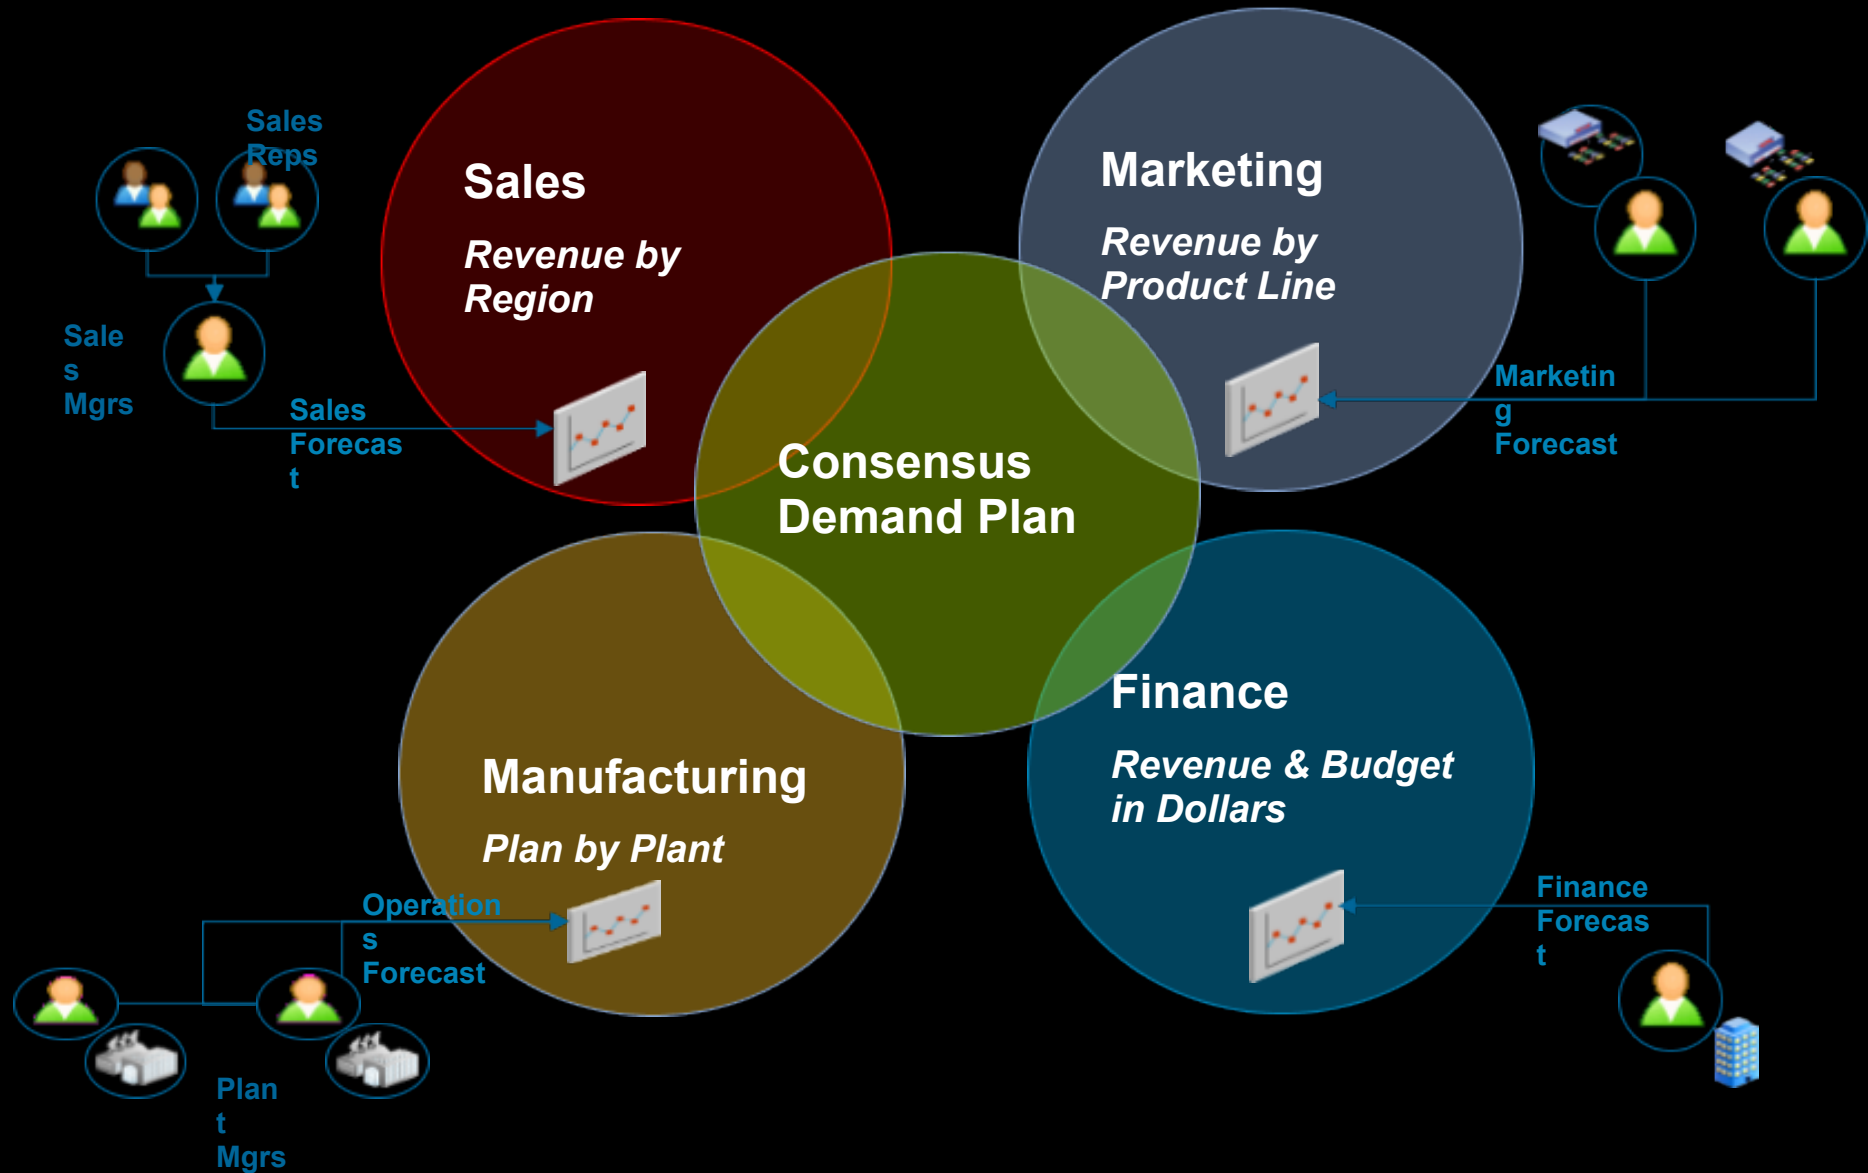 Sales
Reps
Sale
s
Mgrs
Sales
Forecas
t
Sales
Revenue by
Region
Marketing
Revenue by
Product Line
Marketin
g
Forecast
Consensus
Demand Plan
Manufacturing
Plan by Plant
Operation
s
Forecast
Plan
t
Mgrs
Finance
Revenue & Budget
in Dollars
Finance
Forecas
t